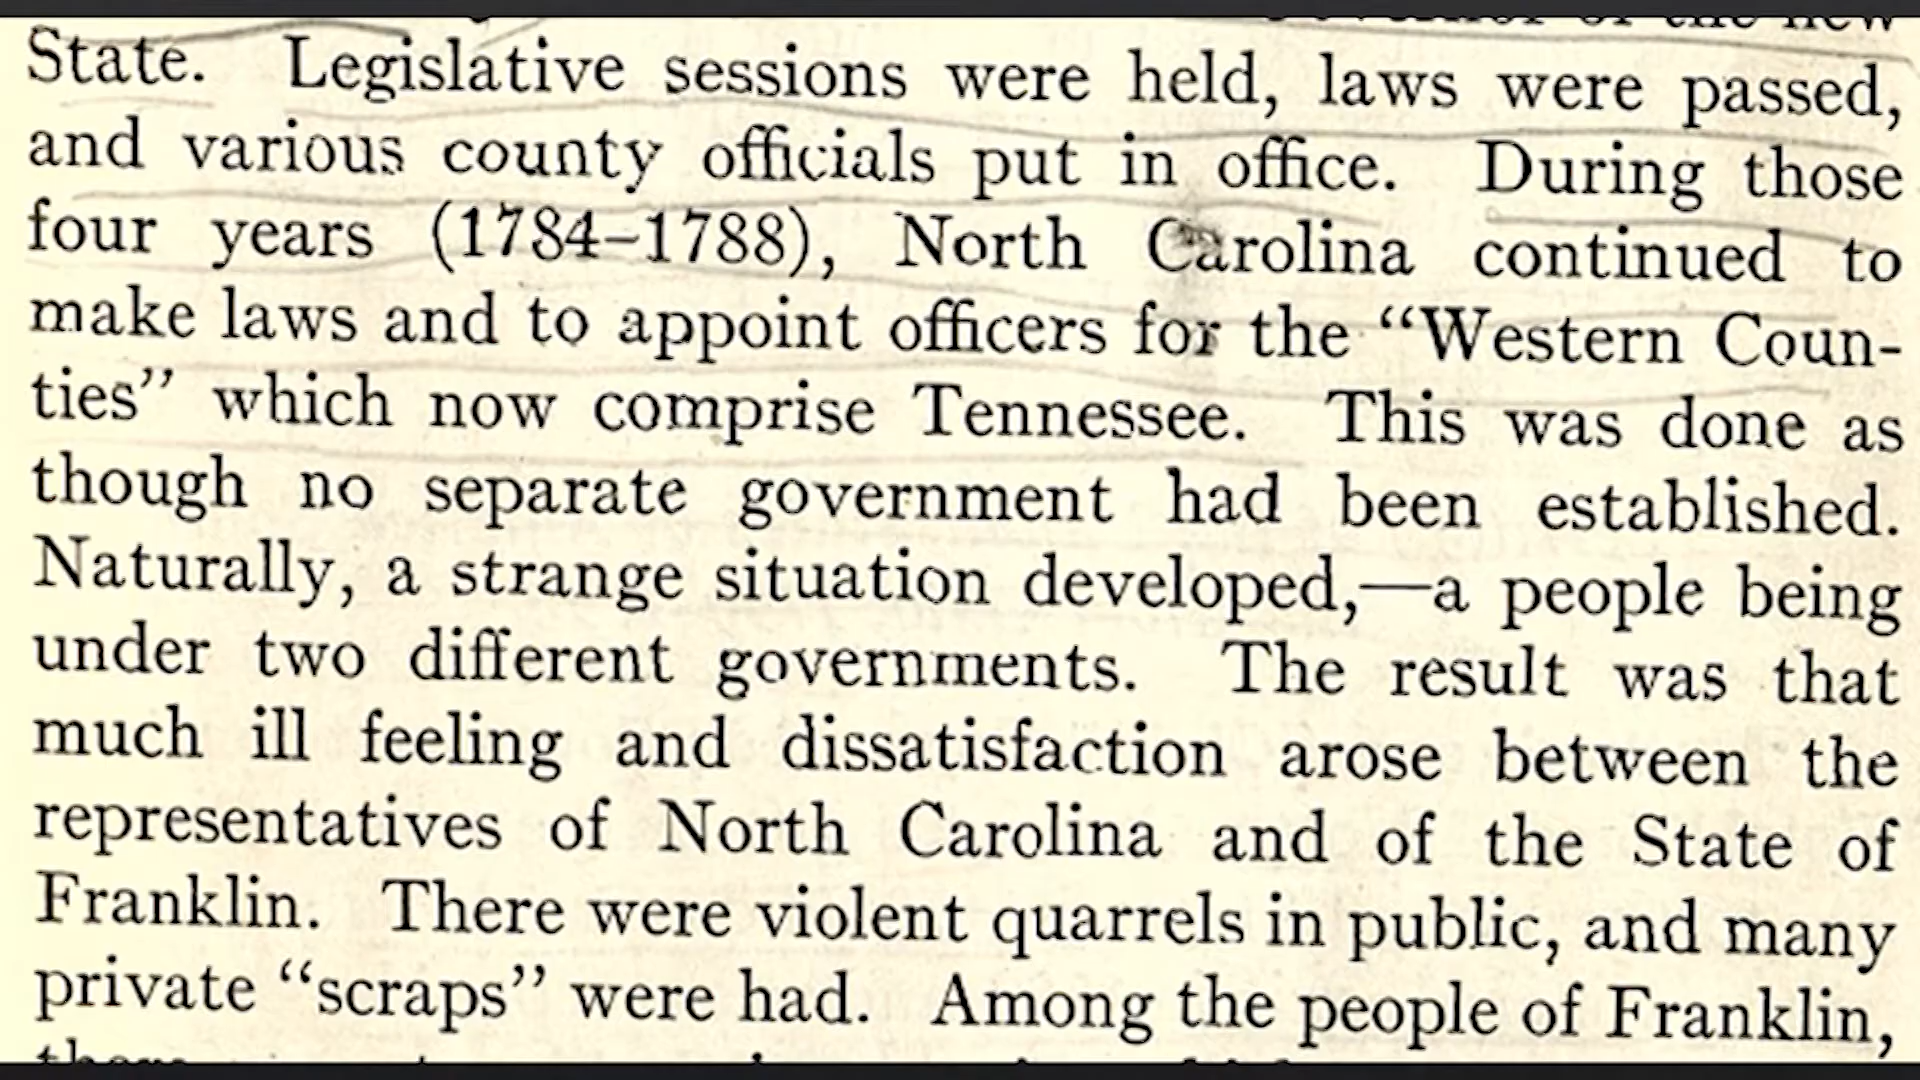 of the new
State. Legislative sessions were held, laws were passed,
and various county officials put in office. During those
four years (1784–1788), North Carolina continued to
make laws and to appoint officers for the “Western Coun-
ties” which now comprise Tennessee. This was done as
though no separate government had been established.
Naturally, a strange situation developed,—a people being
under two different governments. The result was that
much ill feeling and dissatisfaction arose between the
representatives of North Carolina and of the State of
Franklin. There were violent quarrels in public, and many
private “scraps” were had. Among the people of Franklin,